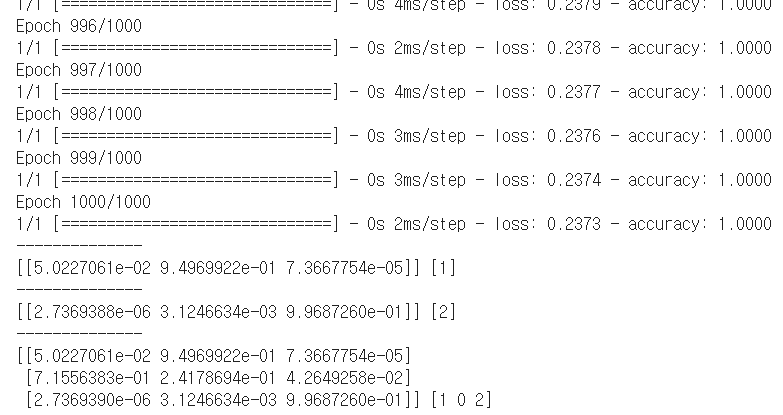 1/1 [==============================] - 0s 4ms/step - loss: 0.2379 - accuracy: 1.0000
Epoch 996/1000
1/1 [==============================] - 0s 2ms/step - loss: 0.2378 - accuracy: 1.0000
Epoch 997/1000
1/1 [==============================] - 0s 4ms/step - loss: 0.2377 - accuracy: 1.0000
Epoch 998/1000
1/1 [==============================] - 0s 3ms/step - loss: 0.2376 - accuracy: 1.0000
Epoch 999/1000
1/1 [==============================] - 0s 3ms/step - loss: 0.2374 - accuracy: 1.0000
Epoch 1000/1000
1/1 [==============================] - 0s 2ms/step - loss: 0.2373 - accuracy: 1.0000
--------------
[[5.0227061e-02 9.4969922e-01 7.3667754e-05]] [1]
--------------
[[2.7369388e-06 3.1246634e-03 9.9687260e-01]] [2]
--------------
[[5.0227061e-02 9.4969922e-01 7.3667754e-05]
[7.1556383e-01 2.4178694e-01 4.2649258e-02]
[2.7369390e-06 3.1246634e-03 9.9687260e-01]] [1 0 2]